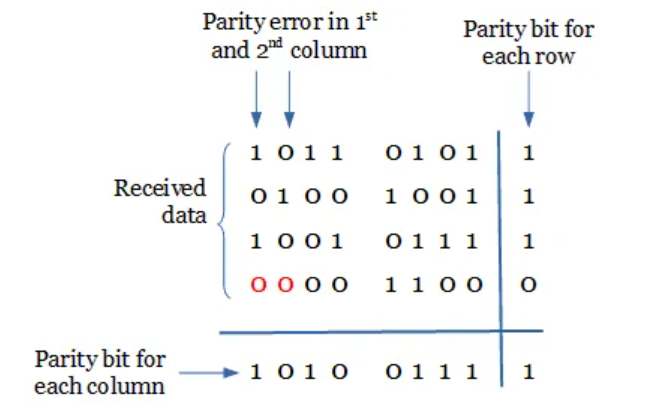 Parity error in 1st
and 2nd column
Parity bit for
each row
1 0 1 1 0 1 0 1 1
Received
data
0 1 0 0 1 0 0 1 1
1 0 0 1 0 1 1 1 1
0 0 0 0 1 1 0 0 0
Parity bit for
each column
1 0 1 0 0 1 1 1 1